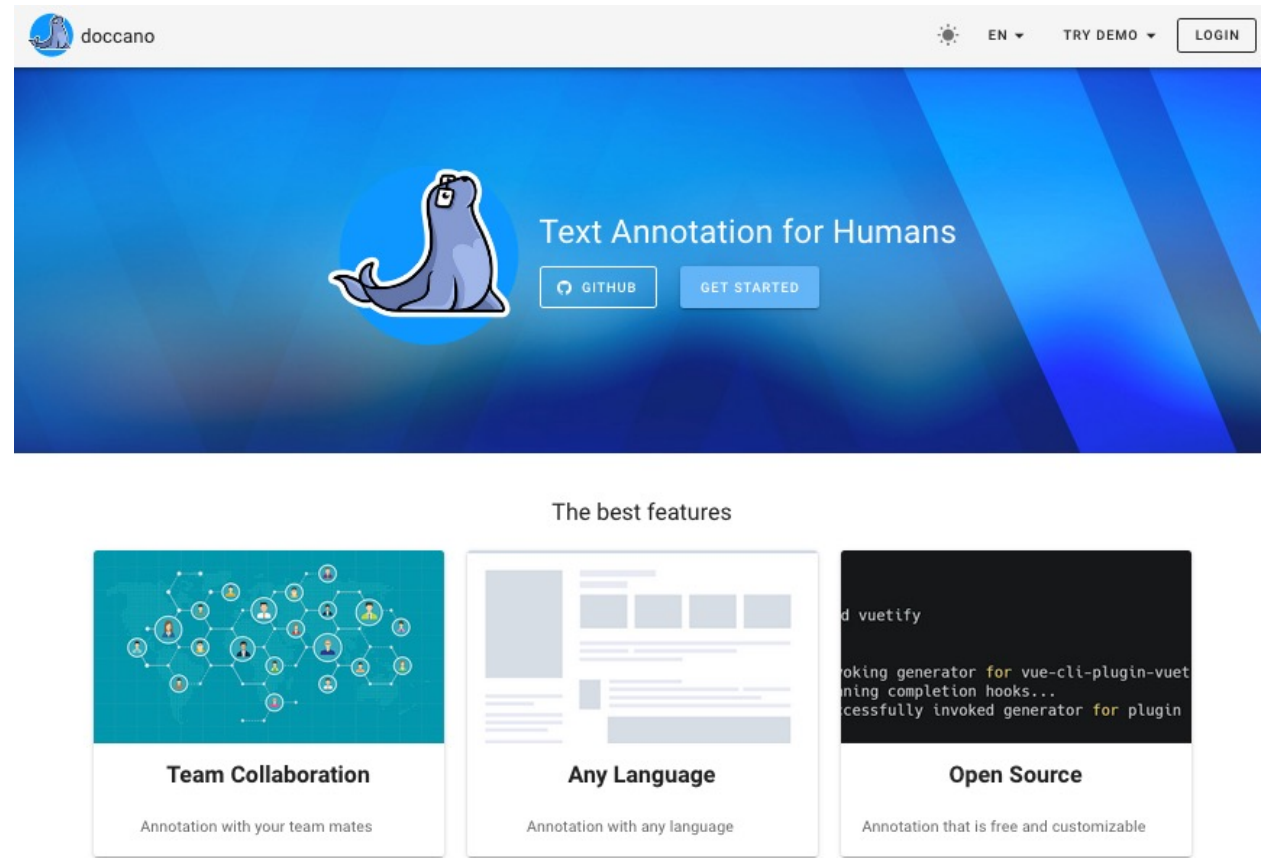 doccano
EN
TRY DEMO
LOGIN
Text Annotation for Humans
GITHUB
GET STARTED
The best features
d vuetify
oking generator for vue-cli-plugin-vuet
ning completion hooks...
cessfully invoked generator for plugin
Team Collaboration
Any Language
Open Source
Annotation with your team mates
Annotation with any language
Annotation that is free and customizable